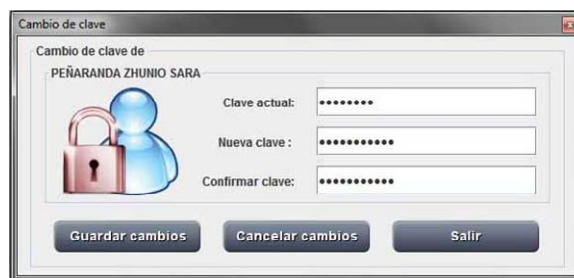 Cambio de clave
Cambio de clave de
PEÑARANDA ZHUNIO SARA
Clave actual: ••••••••
Nueva clave : •••••••••••
Confirmar clave: •••••••••••
Guardar cambios Cancelar cambios Salir